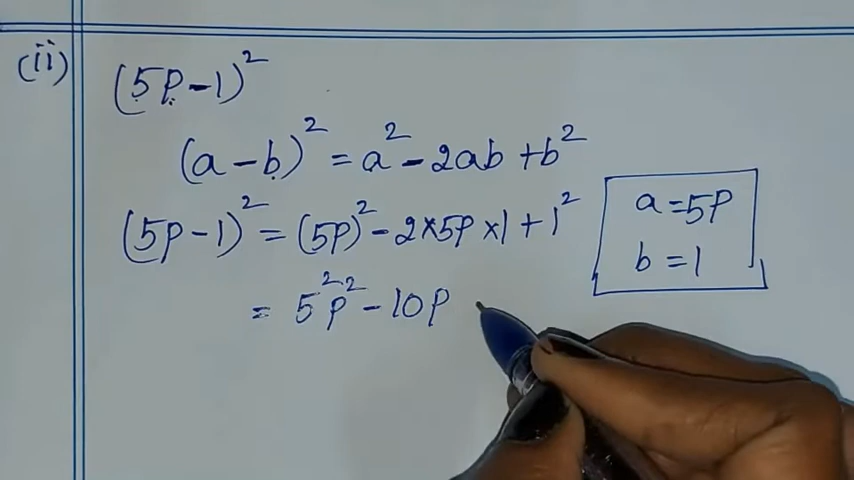 (ii) (5p-1)²
(a-b)² = a² - 2ab + b²
(5p-1)² = (5p)² - 2×5p×1 + 1²
a = 5p
b = 1
= 5²p² - 10p